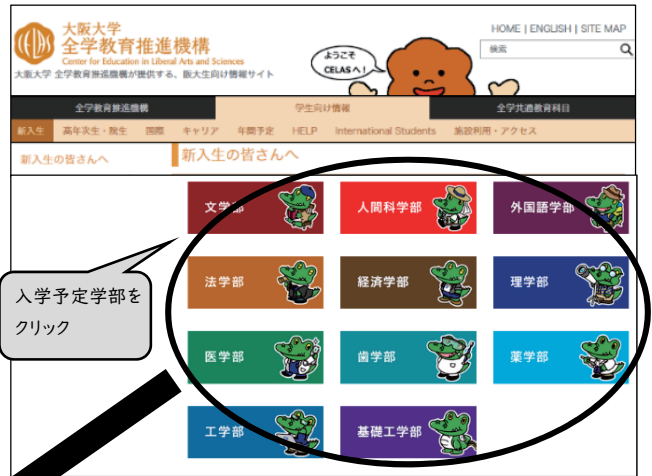 大阪大学
全学教育推進機構
Center for Education in Liberal Arts and Sciences
大阪大学 全学教育推進機構が提供する、阪大生向け情報サイト
ようこそ
CELASへ!
HOME | ENGLISH | SITE MAP
検索
全学教育推進機構 学生向け情報 全学共通教育科目
新入生 高年次生・院生 国際 キャリア 年間予定 HELP International Students 施設利用・アクセス
新入生の皆さんへ
新入生の皆さんへ
文学部 人間科学部 外国語学部
法学部 経済学部 理学部
入学予定学部を
クリック
医学部 歯学部 薬学部
工学部 基礎工学部